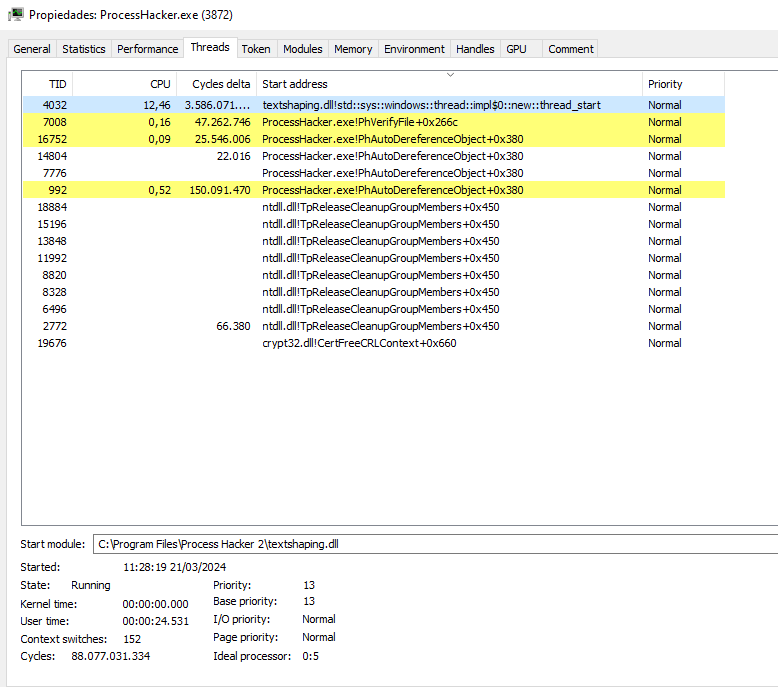 Propiedades: ProcessHacker.exe (3872)
General Statistics Performance Threads Token Modules Memory Environment Handles GPU Comment
TID CPU Cycles delta Start address Priority
4032 12,46 3.586.071.... textshaping.dll!std::sys::windows::thread::impl$0::new::thread_start Normal
7008 0,16 47.262.746 ProcessHacker.exe!PhVerifyFile+0x266c Normal
16752 0,09 25.546.006 ProcessHacker.exe!PhAutoDereferenceObject+0x380 Normal
14804 22.016 ProcessHacker.exe!PhAutoDereferenceObject+0x380 Normal
7776 ProcessHacker.exe!PhAutoDereferenceObject+0x380 Normal
992 0,52 150.091.470 ProcessHacker.exe!PhAutoDereferenceObject+0x380 Normal
18884 ntdll.dll!TpReleaseCleanupGroupMembers+0x450 Normal
15196 ntdll.dll!TpReleaseCleanupGroupMembers+0x450 Normal
13848 ntdll.dll!TpReleaseCleanupGroupMembers+0x450 Normal
11992 ntdll.dll!TpReleaseCleanupGroupMembers+0x450 Normal
8820 ntdll.dll!TpReleaseCleanupGroupMembers+0x450 Normal
8328 ntdll.dll!TpReleaseCleanupGroupMembers+0x450 Normal
6496 ntdll.dll!TpReleaseCleanupGroupMembers+0x450 Normal
2772 66.380 ntdll.dll!TpReleaseCleanupGroupMembers+0x450 Normal
19676 crypt32.dll!CertFreeCRLContext+0x660 Normal
Start module: C:\Program Files\Process Hacker 2\textshaping.dll
Started: 11:28:19 21/03/2024
State: Running Priority: 13
Kernel time: 00:00:00.000 Base priority: 13
User time: 00:00:24.531 I/O priority: Normal
Context switches: 152 Page priority: Normal
Cycles: 88.077.031.334 Ideal processor: 0:5